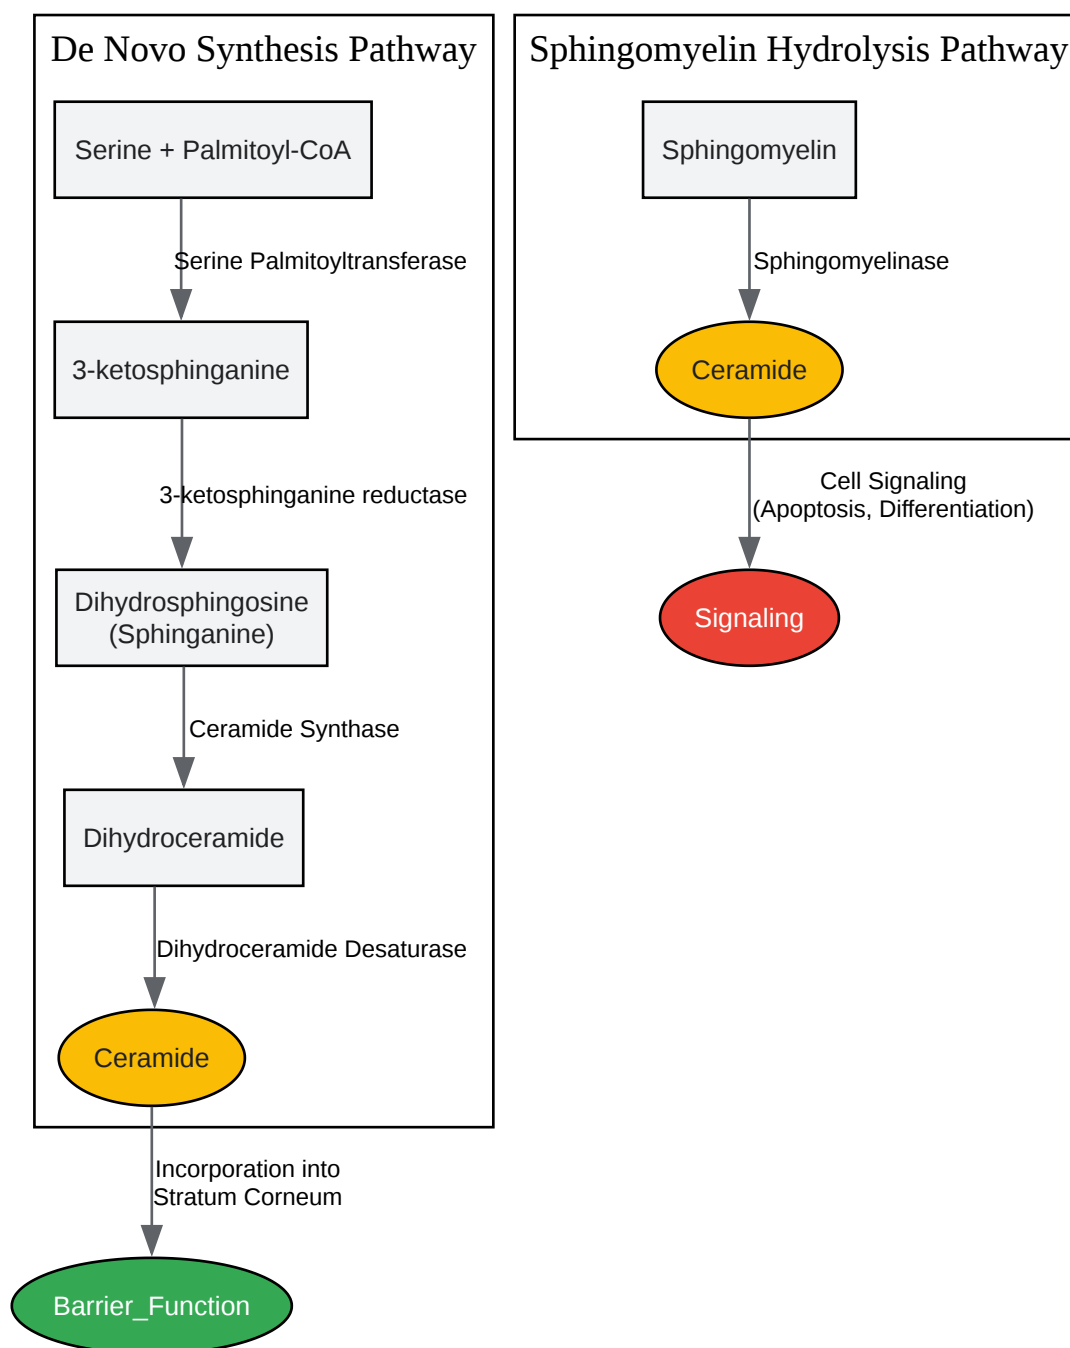 De Novo Synthesis Pathway
Serine + Palmitoyl-CoA
Serine Palmitoyltransferase
3-ketosphinganine
3-ketosphinganine reductase
Dihydrosphingosine
(Sphinganine)
Ceramide Synthase
Dihydroceramide
Dihydroceramide Desaturase
Ceramide
Incorporation into
Stratum Corneum
Barrier_Function
Sphingomyelin Hydrolysis Pathway
Sphingomyelin
Sphingomyelinase
Ceramide
Cell Signaling
(Apoptosis, Differentiation)
Signaling